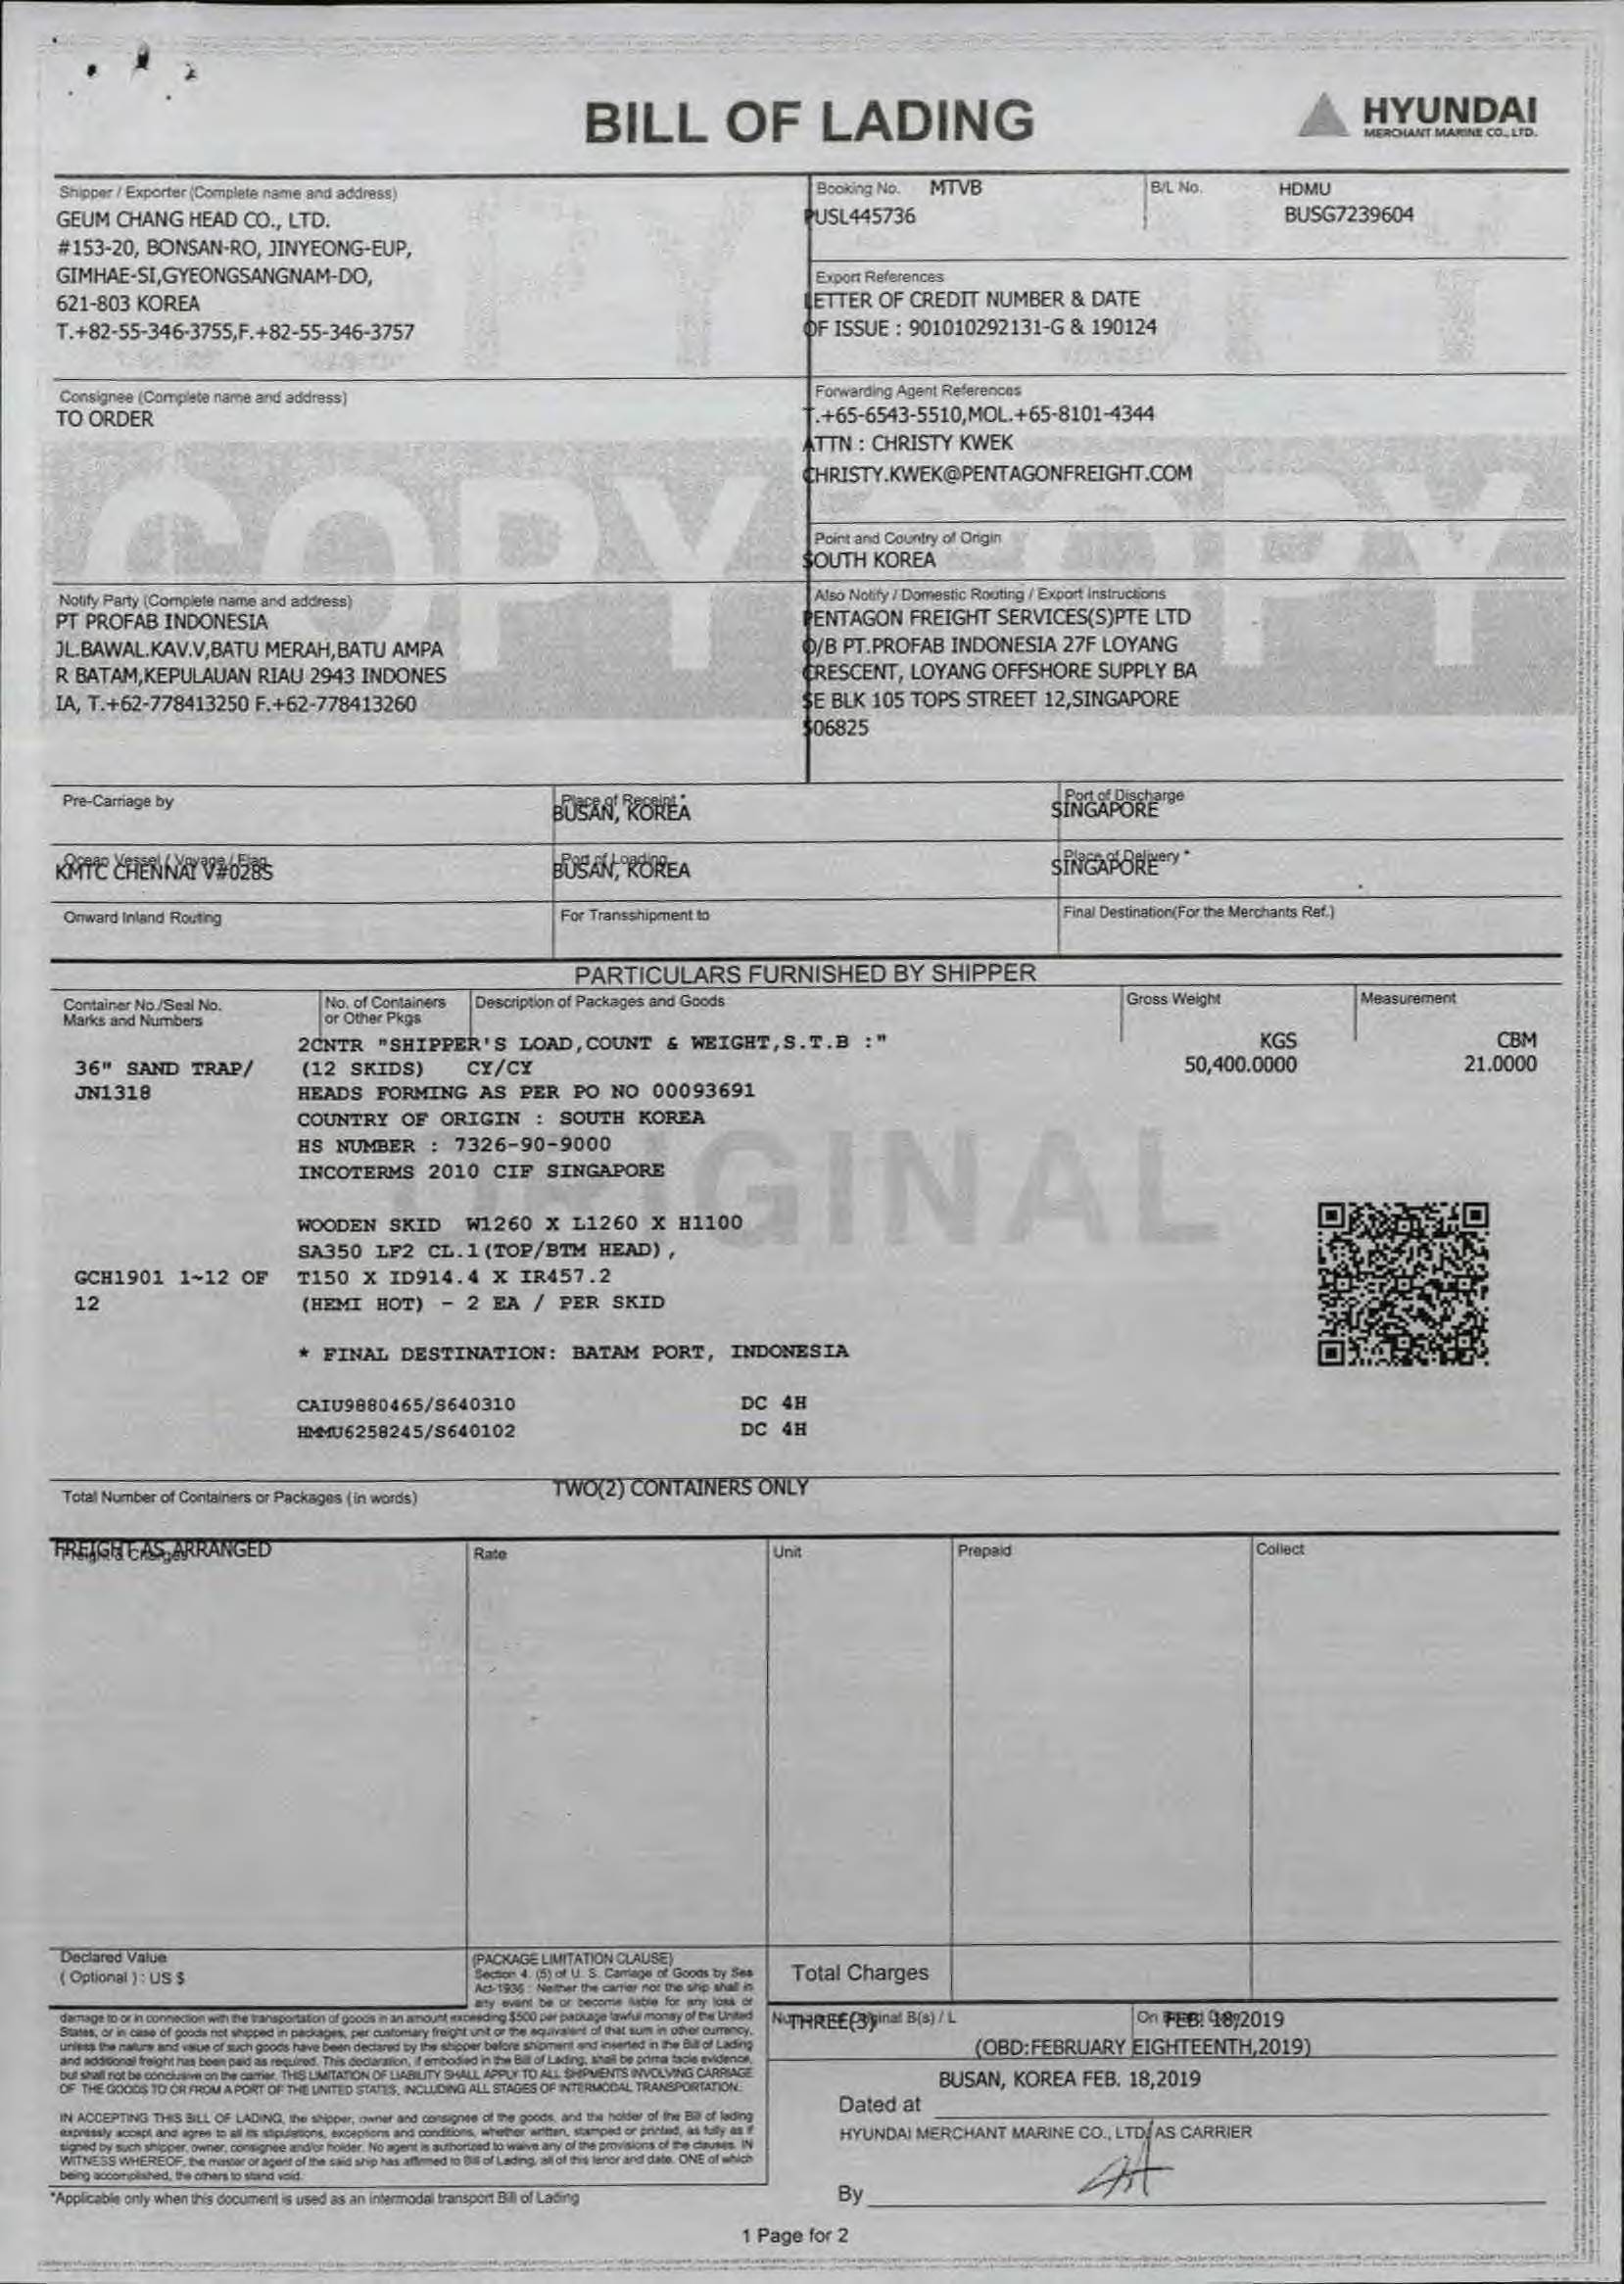 BILL OF LADING
HYUNDAI
MERCHANT MARINE CO., LTD.
Shipper / Exporter (Complete name and address)
GEUM CHANG HEAD CO., LTD.
#153-20, BONSAN-RO, JINYEONG-EUP,
GIMHAE-SI,GYEONGSANGNAM-DO,
621-803 KOREA
T.+82-55-346-3755,F.+82-55-346-3757
Booking No. MTVB
PUSL445736
B/L No. HDMU
BUSG7239604
Export References
LETTER OF CREDIT NUMBER & DATE
OF ISSUE : 901010292131-G & 190124
Consignee (Complete name and address)
TO ORDER
Forwarding Agent References
T.+65-6543-5510,MOL.+65-8101-4344
ATTN : CHRISTY KWEK
CHRISTY.KWEK@PENTAGONFREIGHT.COM
COPY COPY
Point and Country of Origin
SOUTH KOREA
Notify Party (Complete name and address)
PT PROFAB INDONESIA
JL.BAWAL.KAV.V,BATU MERAH,BATU AMPA
R BATAM,KEPULAUAN RIAU 2943 INDONES
IA, T.+62-778413250 F.+62-778413260
Also Notify / Domestic Routing / Export Instructions
PENTAGON FREIGHT SERVICES(S)PTE LTD
O/B PT.PROFAB INDONESIA 27F LOYANG
CRESCENT, LOYANG OFFSHORE SUPPLY BA
SE BLK 105 TOPS STREET 12,SINGAPORE
506825
Pre-Carriage by
Place of Receipt *
BUSAN, KOREA
Port of Discharge
SINGAPORE
Ocean Vessel / Voyage / Flag
KMTC CHENNAI V#028S
Port of Loading
BUSAN, KOREA
Place of Delivery *
SINGAPORE
Onward Inland Routing
For Transshipment to
Final Destination(For the Merchants Ref.)
PARTICULARS FURNISHED BY SHIPPER
Container No./Seal No.
Marks and Numbers
No. of Containers
or Other Pkgs
Description of Packages and Goods
Gross Weight
Measurement
2CNTR "SHIPPER'S LOAD,COUNT & WEIGHT,S.T.B :" KGS CBM
36" SAND TRAP/ (12 SKIDS) CY/CY 50,400.0000 21.0000
JN1318 HEADS FORMING AS PER PO NO 00093691
COUNTRY OF ORIGIN : SOUTH KOREA
HS NUMBER : 7326-90-9000
INCOTERMS 2010 CIF SINGAPORE
ORIGINAL
WOODEN SKID W1260 X L1260 X H1100
SA350 LF2 CL.1(TOP/BTM HEAD),
GCH1901 1~12 OF T150 X ID914.4 X IR457.2
12 (HEMI HOT) - 2 EA / PER SKID
* FINAL DESTINATION: BATAM PORT, INDONESIA
CAIU9880465/S640310 DC 4H
HMMU6258245/S640102 DC 4H
Total Number of Containers or Packages (in words) TWO(2) CONTAINERS ONLY
FREIGHT AS ARRANGED
Freight & Charges
Rate
Unit
Prepaid
Collect
Declared Value
(Optional) : US $
(PACKAGE LIMITATION CLAUSE)
Section 4. (5) of U. S. Carriage of Goods by Sea
Act-1936 : Neither the carrier nor the ship shall in
any event be or become liable for any loss or
damage to or in connection with the transportation of goods in an amount exceeding $500 per package lawful money of the United
States, or in case of goods not shipped in packages, per customary freight unit or the equivalent of that sum in other currency,
unless the nature and value of such goods have been declared by the shipper before shipment and inserted in the Bill of Lading
and additional freight has been paid as required. This declaration, if embodied in the Bill of Lading, shall be prima facie evidence,
but shall not be conclusive on the carrier. THIS LIMITATION OF LIABILITY SHALL APPLY TO ALL SHIPMENTS INVOLVING CARRIAGE
OF THE GOODS TO OR FROM A PORT OF THE UNITED STATES, INCLUDING ALL STAGES OF INTERMODAL TRANSPORTATION.
IN ACCEPTING THIS BILL OF LADING, the shipper, owner and consignee of the goods, and the holder of the Bill of lading
expressly accept and agree to all its stipulations, exceptions and conditions, whether written, stamped or printed, as fully as if
signed by such shipper, owner, consignee and/or holder. No agent is authorized to waive any of the provisions of the clauses. IN
WITNESS WHEREOF, the master or agent of the said ship has affirmed to Bill of Lading, all of this tenor and date. ONE of which
being accomplished, the others to stand void.
*Applicable only when this document is used as an intermodal transport Bill of Lading
Total Charges
THREE(3)
Original B(s) / L
On
FEB. 18,2019
(OBD:FEBRUARY EIGHTEENTH,2019)
BUSAN, KOREA FEB. 18,2019
Dated at
HYUNDAI MERCHANT MARINE CO., LTD. AS CARRIER
By
1 Page for 2